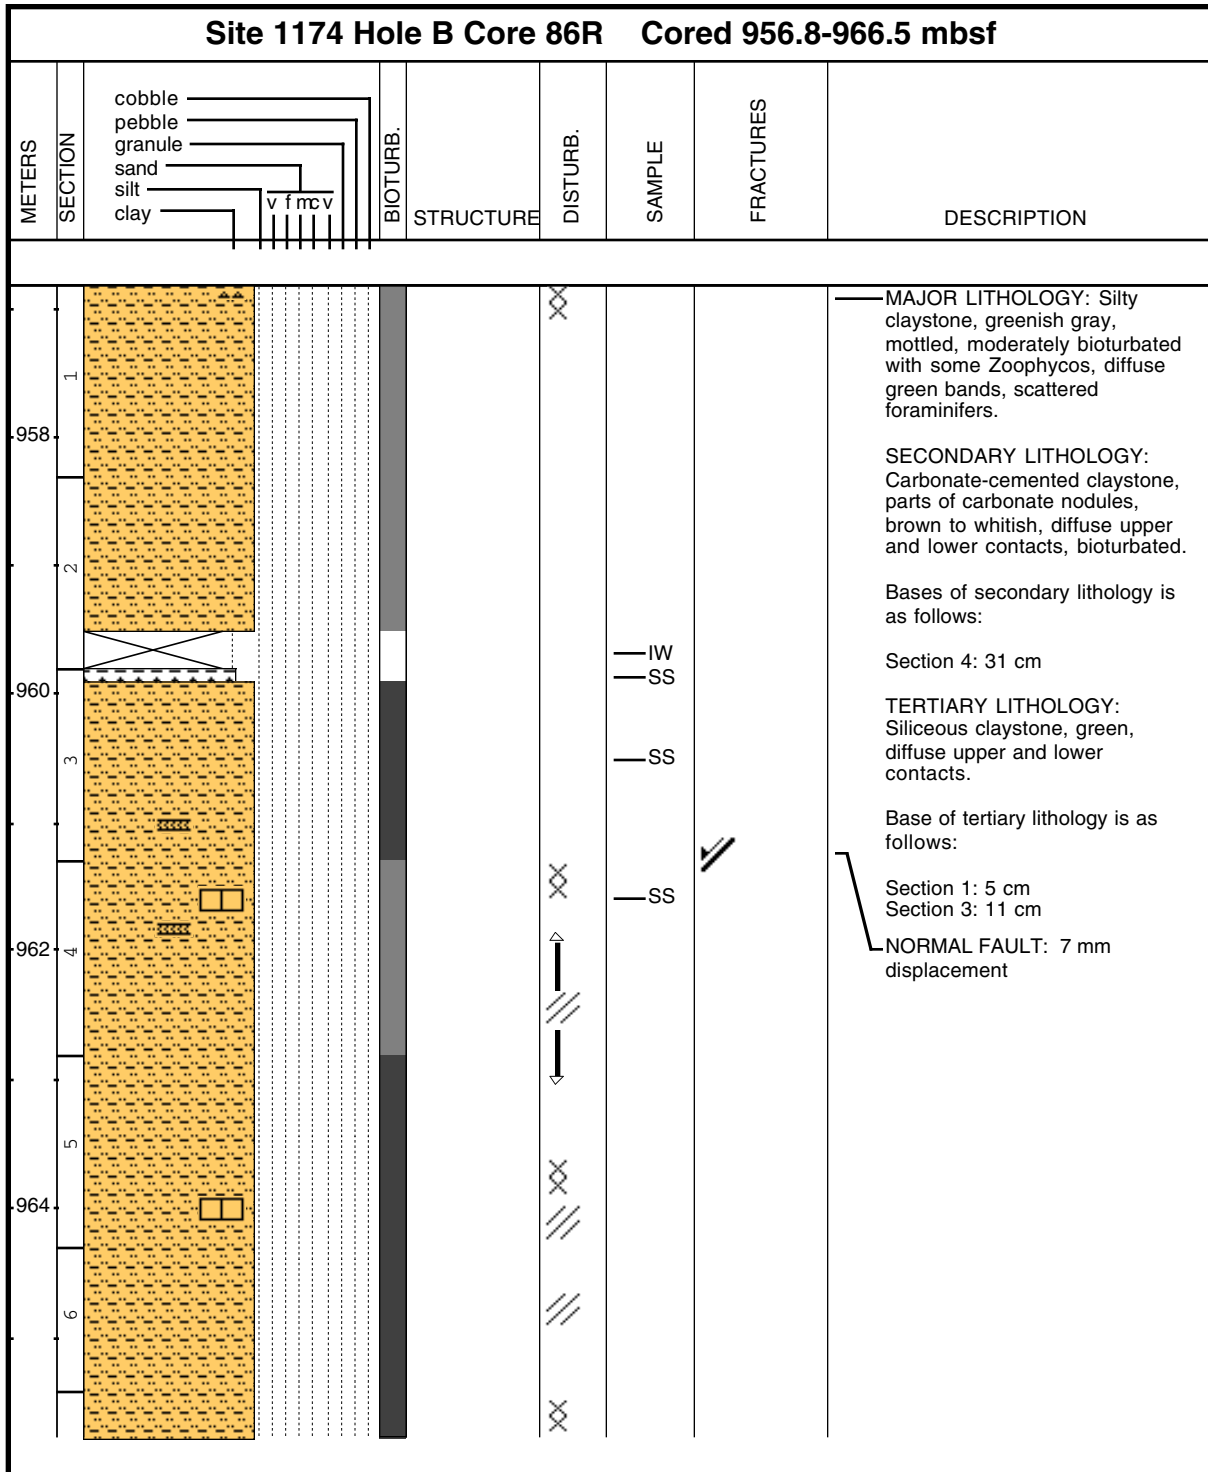 Site 1174 Hole B Core 86R Cored 956.8-966.5 mbsf
METERS
SECTION
cobble
pebble
granule
sand
silt
clay
v f m c v
BIOTURB.
STRUCTURE
DISTURB.
SAMPLE
FRACTURES
DESCRIPTION
1
958
2
960
3
962
4
5
964
6
IW
SS
SS
SS
MAJOR LITHOLOGY: Silty
claystone, greenish gray,
mottled, moderately bioturbated
with some Zoophycos, diffuse
green bands, scattered
foraminifers.
SECONDARY LITHOLOGY:
Carbonate-cemented claystone,
parts of carbonate nodules,
brown to whitish, diffuse upper
and lower contacts, bioturbated.
Bases of secondary lithology is
as follows:
Section 4: 31 cm
TERTIARY LITHOLOGY:
Siliceous claystone, green,
diffuse upper and lower
contacts.
Base of tertiary lithology is as
follows:
Section 1: 5 cm
Section 3: 11 cm
NORMAL FAULT: 7 mm
displacement